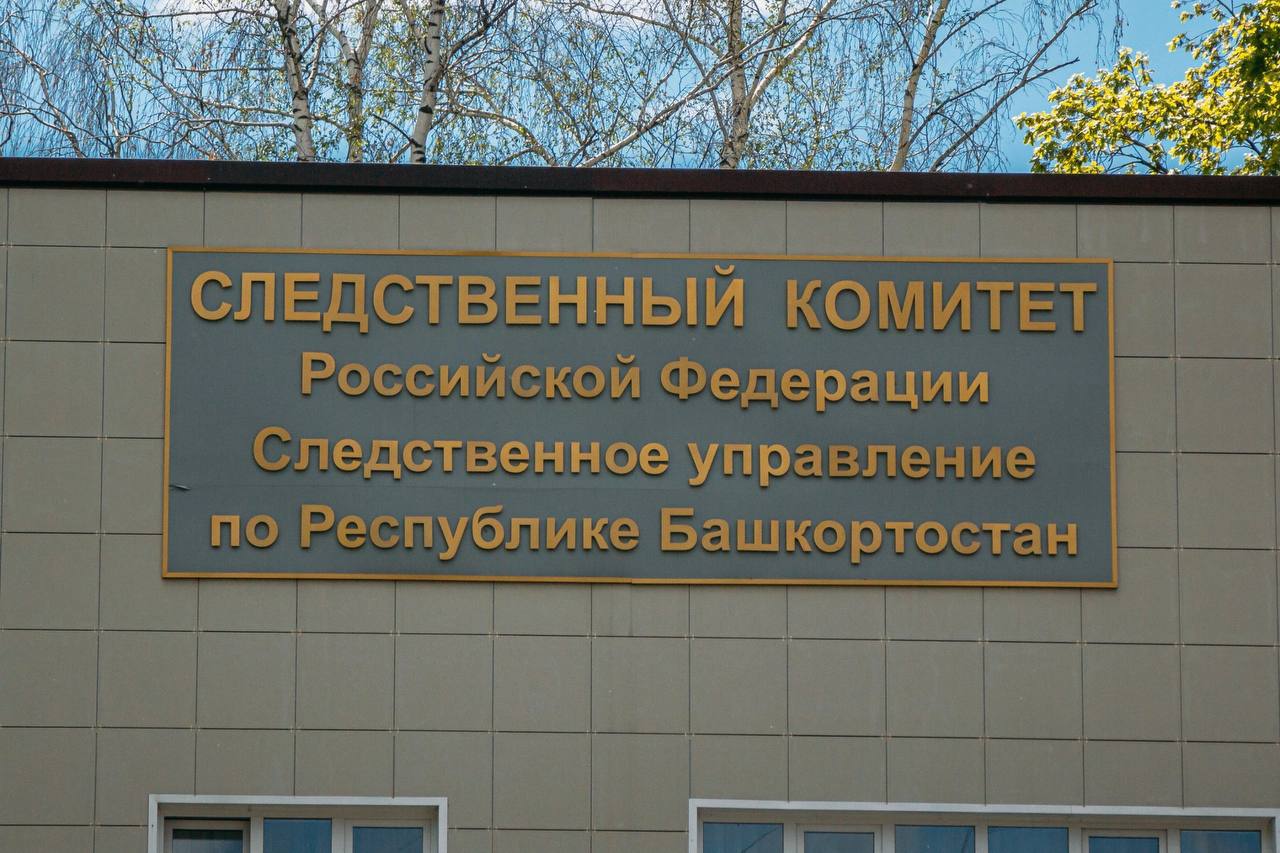 СЛЕДСТВЕННЫЙ КОМИТЕТ
Российской Федерации
Следственное управление
по Республике Башкортостан